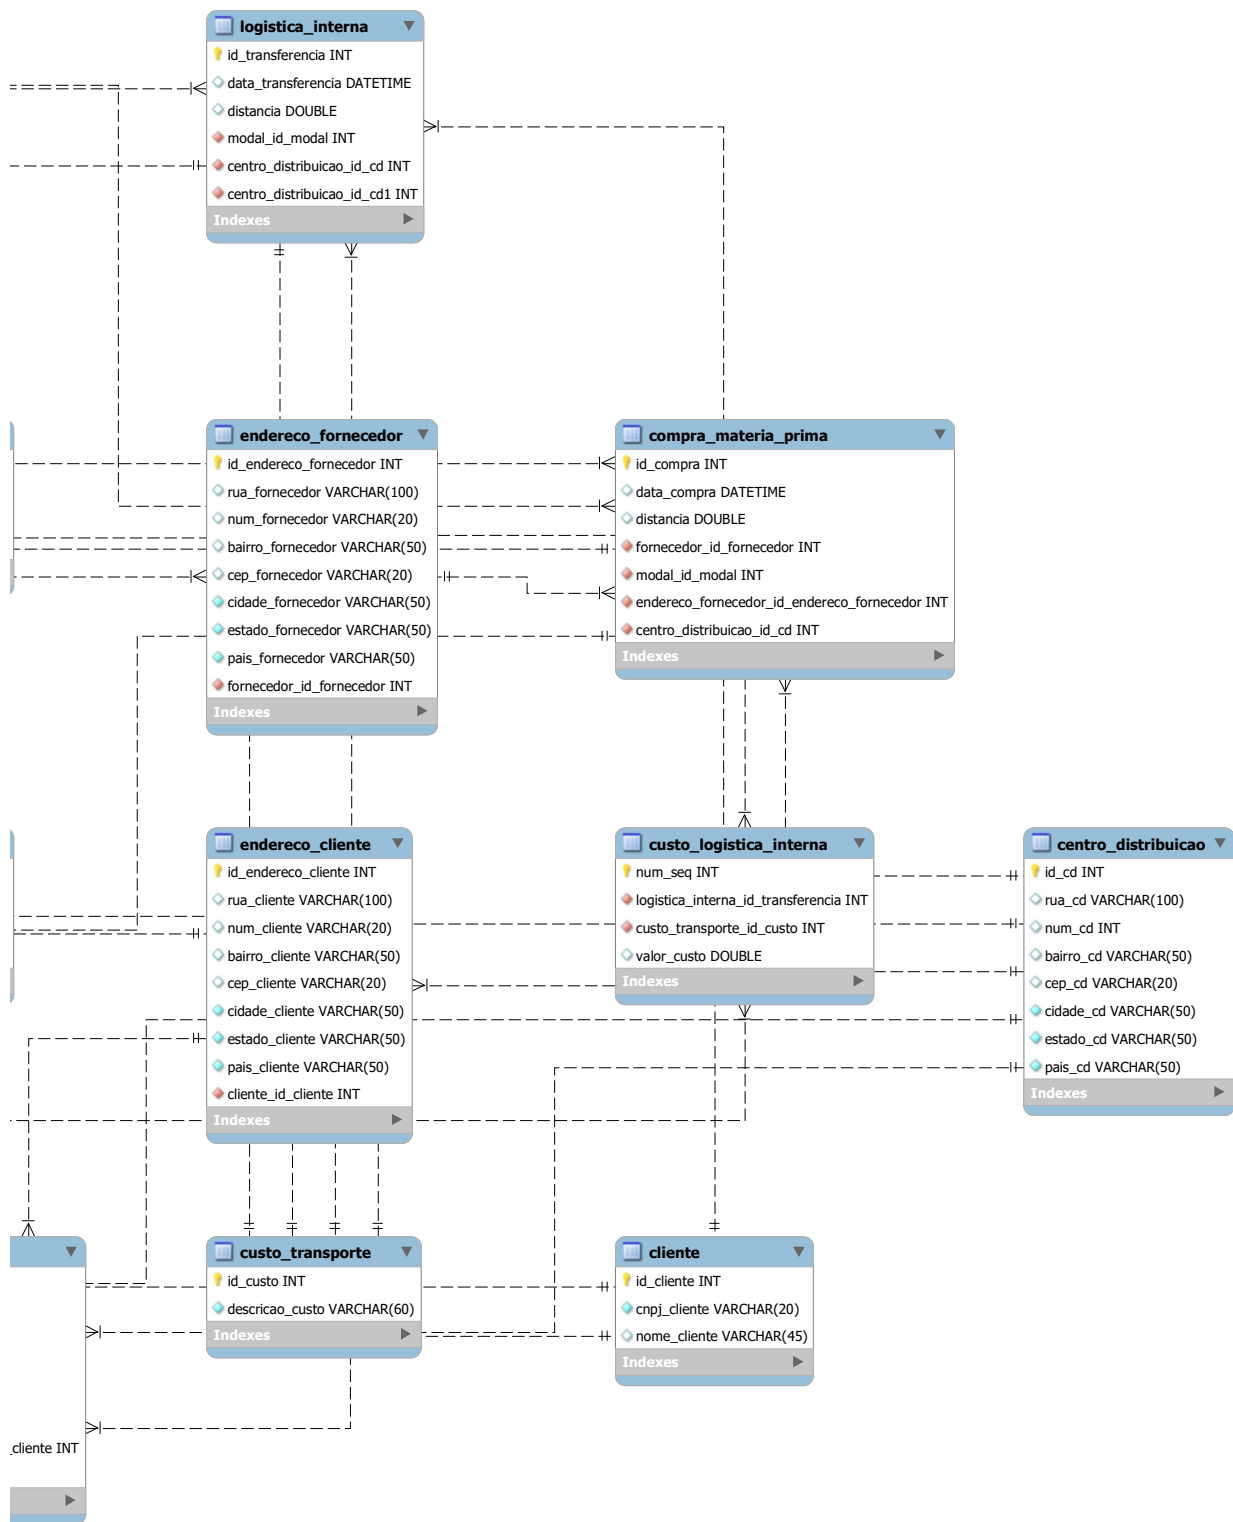 logistica_interna
id_transferencia INT
data_transferencia DATETIME
distancia DOUBLE
modal_id_modal INT
centro_distribuicao_id_cd INT
centro_distribuicao_id_cd1 INT
Indexes
endereco_fornecedor
id_endereco_fornecedor INT
rua_fornecedor VARCHAR(100)
num_fornecedor VARCHAR(20)
bairro_fornecedor VARCHAR(50)
cep_fornecedor VARCHAR(20)
cidade_fornecedor VARCHAR(50)
estado_fornecedor VARCHAR(50)
pais_fornecedor VARCHAR(50)
fornecedor_id_fornecedor INT
Indexes
compra_materia_prima
id_compra INT
data_compra DATETIME
distancia DOUBLE
fornecedor_id_fornecedor INT
modal_id_modal INT
endereco_fornecedor_id_endereco_fornecedor INT
centro_distribuicao_id_cd INT
Indexes
endereco_cliente
id_endereco_cliente INT
rua_cliente VARCHAR(100)
num_cliente VARCHAR(20)
bairro_cliente VARCHAR(50)
cep_cliente VARCHAR(20)
cidade_cliente VARCHAR(50)
estado_cliente VARCHAR(50)
pais_cliente VARCHAR(50)
cliente_id_cliente INT
Indexes
custo_logistica_interna
num_seq INT
logistica_interna_id_transferencia INT
custo_transporte_id_custo INT
valor_custo DOUBLE
Indexes
centro_distribuicao
id_cd INT
rua_cd VARCHAR(100)
num_cd INT
bairro_cd VARCHAR(50)
cep_cd VARCHAR(20)
cidade_cd VARCHAR(50)
estado_cd VARCHAR(50)
pais_cd VARCHAR(50)
Indexes
_cliente INT
custo_transporte
id_custo INT
descricao_custo VARCHAR(60)
Indexes
cliente
id_cliente INT
cnpj_cliente VARCHAR(20)
nome_cliente VARCHAR(45)
Indexes